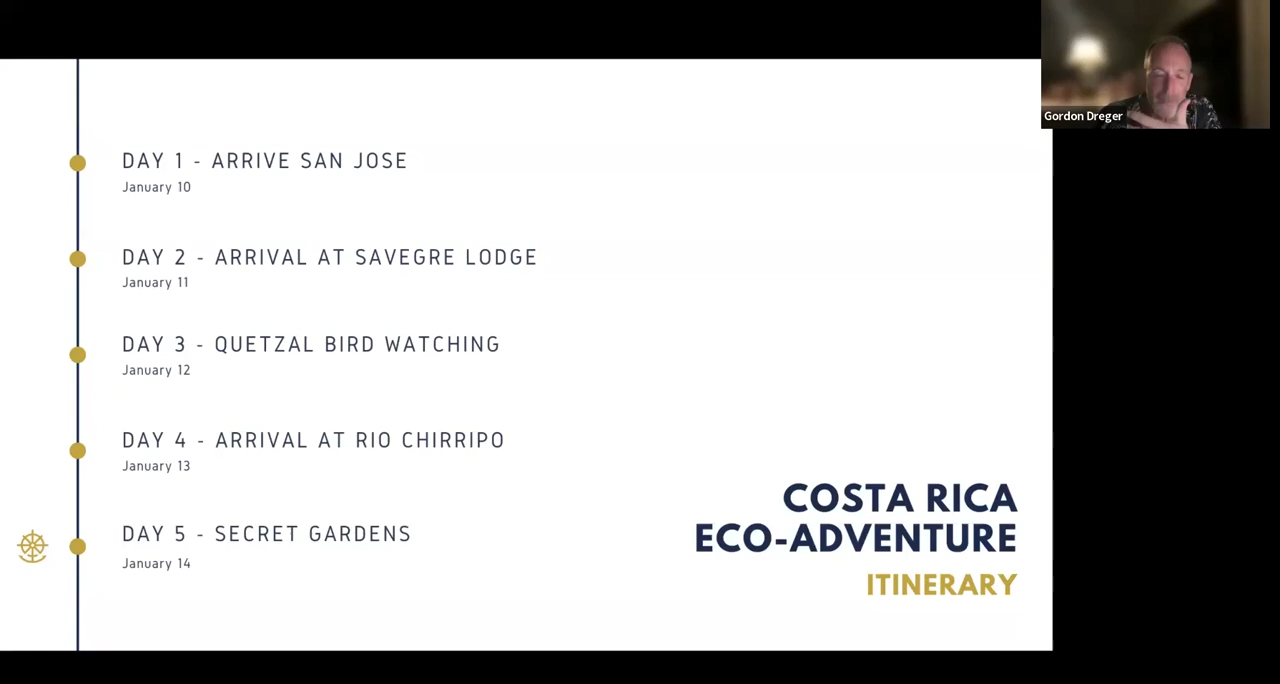 Gordon Dreger
DAY 1 - ARRIVE SAN JOSE
January 10
DAY 2 - ARRIVAL AT SAVEGRE LODGE
January 11
DAY 3 - QUETZAL BIRD WATCHING
January 12
DAY 4 - ARRIVAL AT RIO CHIRRIPO
January 13
DAY 5 - SECRET GARDENS
January 14
COSTA RICA
ECO-ADVENTURE
ITINERARY